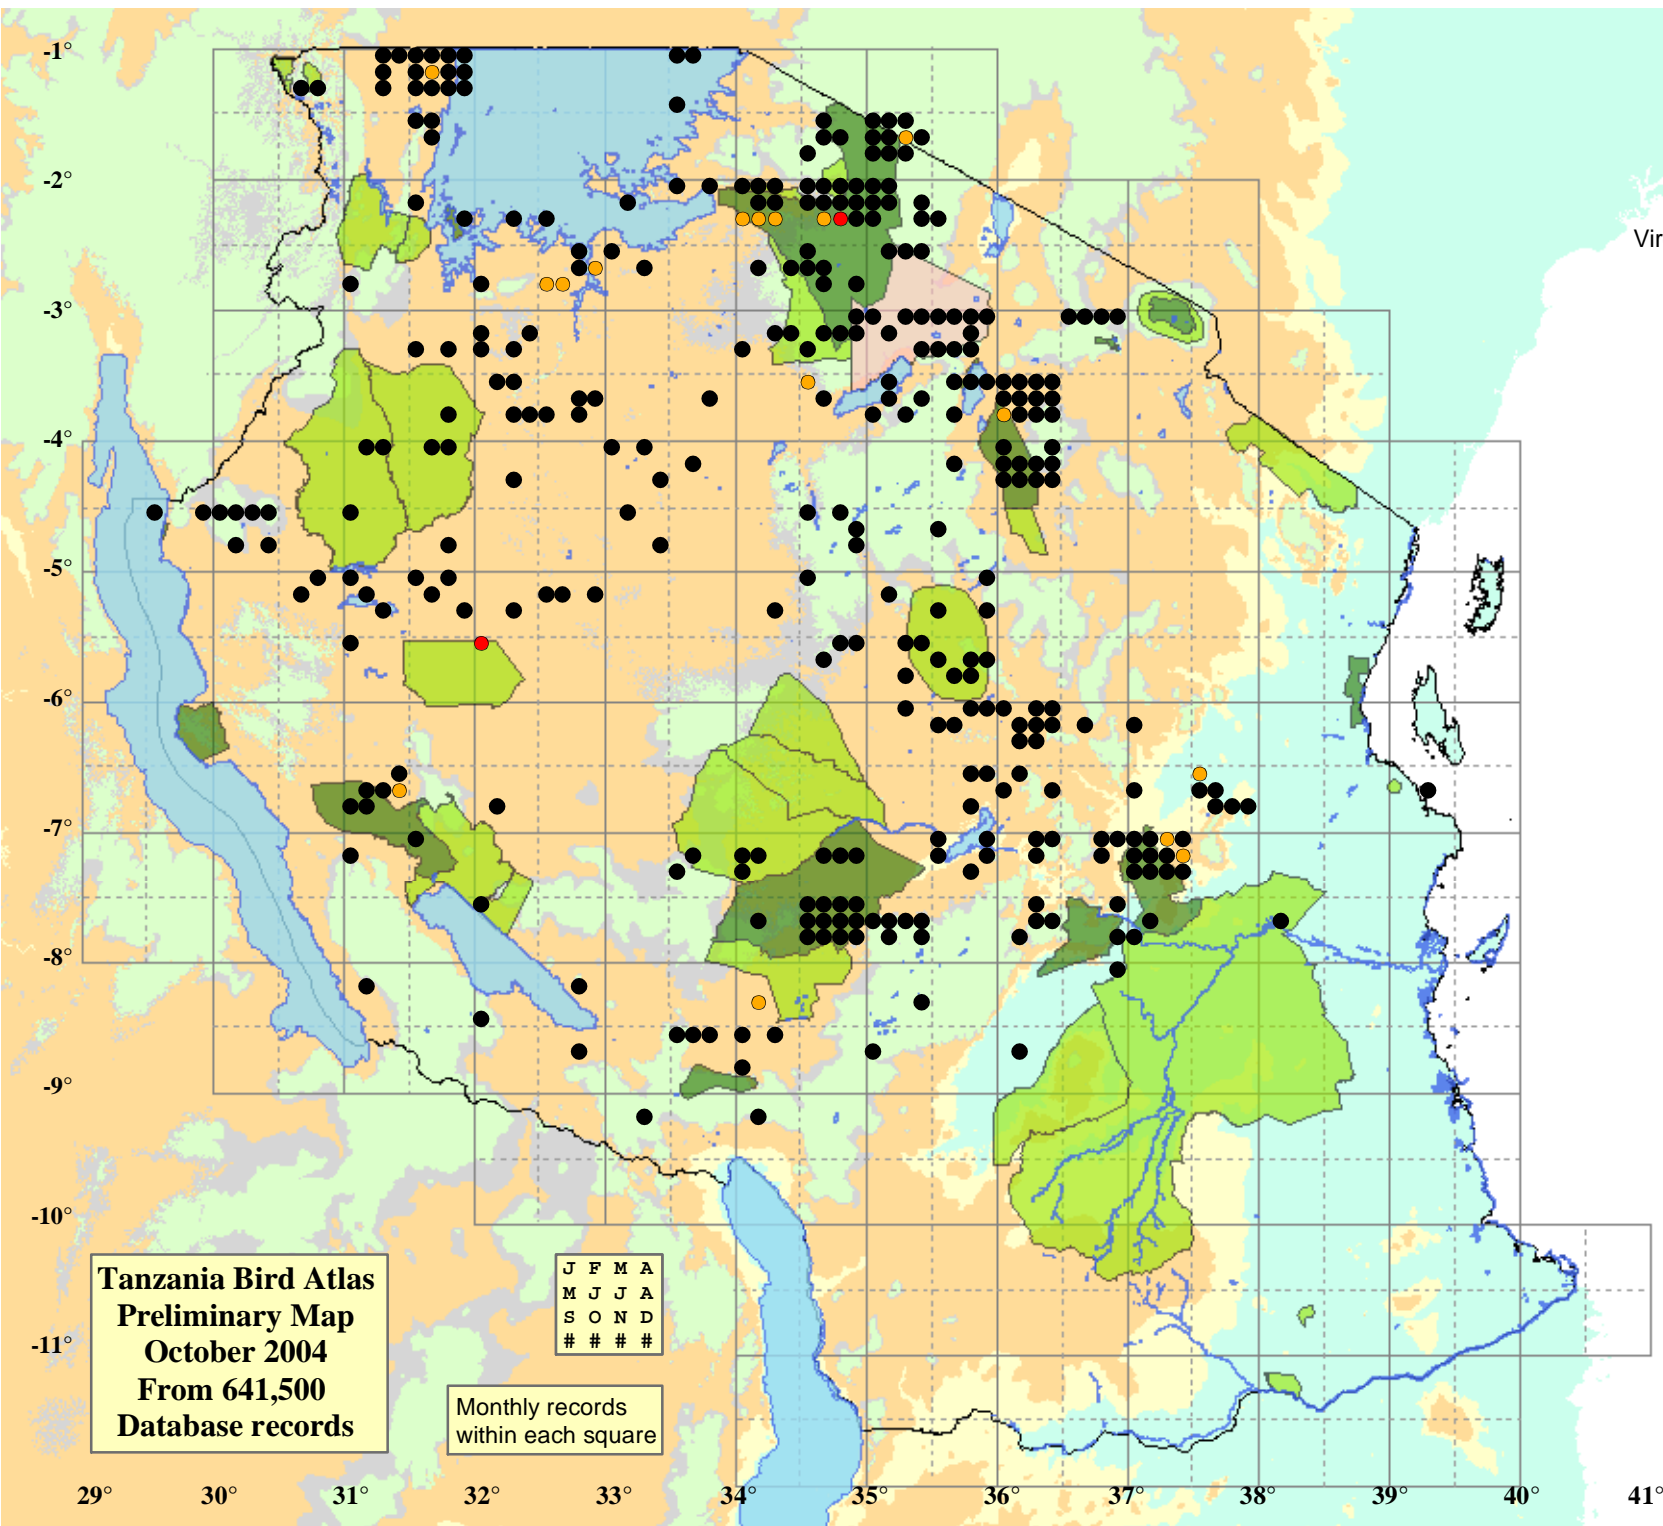 -1°
-2°
Vir
-3°
-4°
-5°
-6°
-7°
-8°
-9°
-10°
-11°
Tanzania Bird Atlas
Preliminary Map
October 2004
From 641,500
Database records
J F M A
M J J A
S O N D
# # # #
Monthly records
within each square
29° 30° 31° 32° 33° 34° 35° 36° 37° 38° 39° 40° 41°